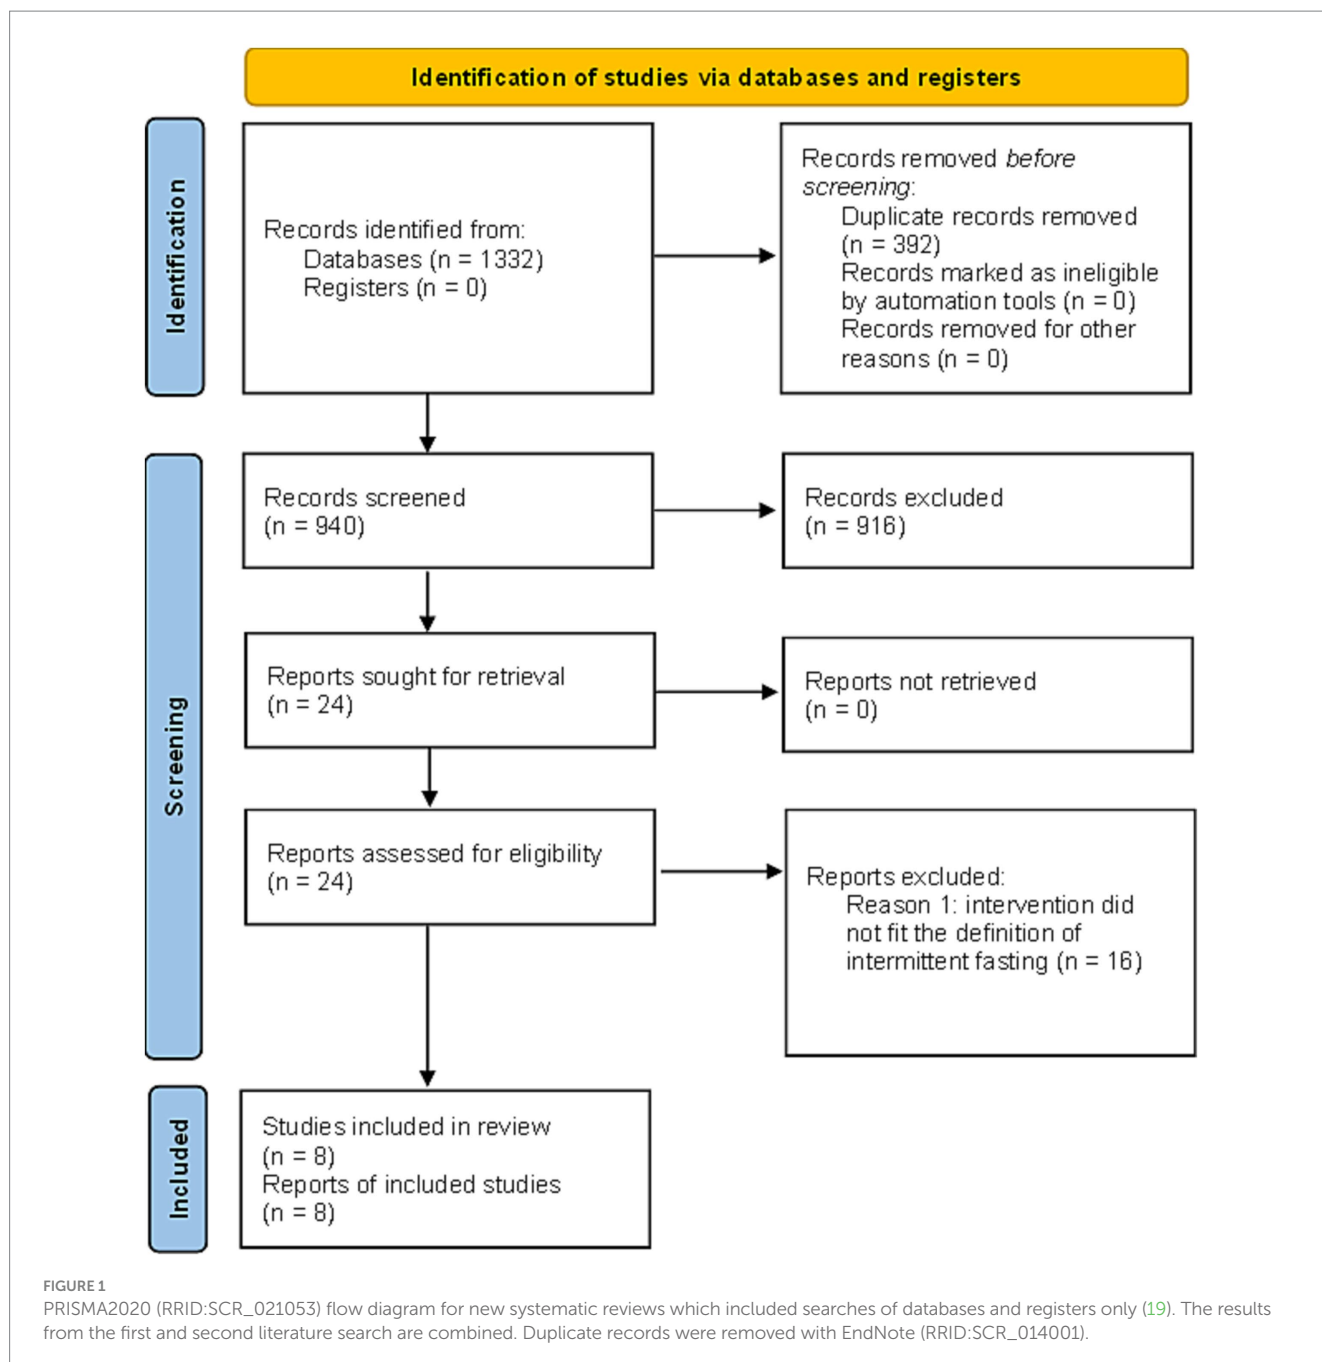 Identification of studies via databases and registers
Identification
Records identified from:
Databases (n = 1332)
Registers (n = 0)
Records removed before
screening:
Duplicate records removed
(n = 392)
Records marked as ineligible
by automation tools (n = 0)
Records removed for other
reasons (n = 0)
Screening
Records screened
(n = 940)
Records excluded
(n = 916)
Reports sought for retrieval
(n = 24)
Reports not retrieved
(n = 0)
Reports assessed for eligibility
(n = 24)
Reports excluded:
Reason 1: intervention did
not fit the definition of
intermittent fasting (n = 16)
Included
Studies included in review
(n = 8)
Reports of included studies
(n = 8)
FIGURE 1
PRISMA2020 (RRID:SCR_021053) flow diagram for new systematic reviews which included searches of databases and registers only (19). The results
from the first and second literature search are combined. Duplicate records were removed with EndNote (RRID:SCR_014001).